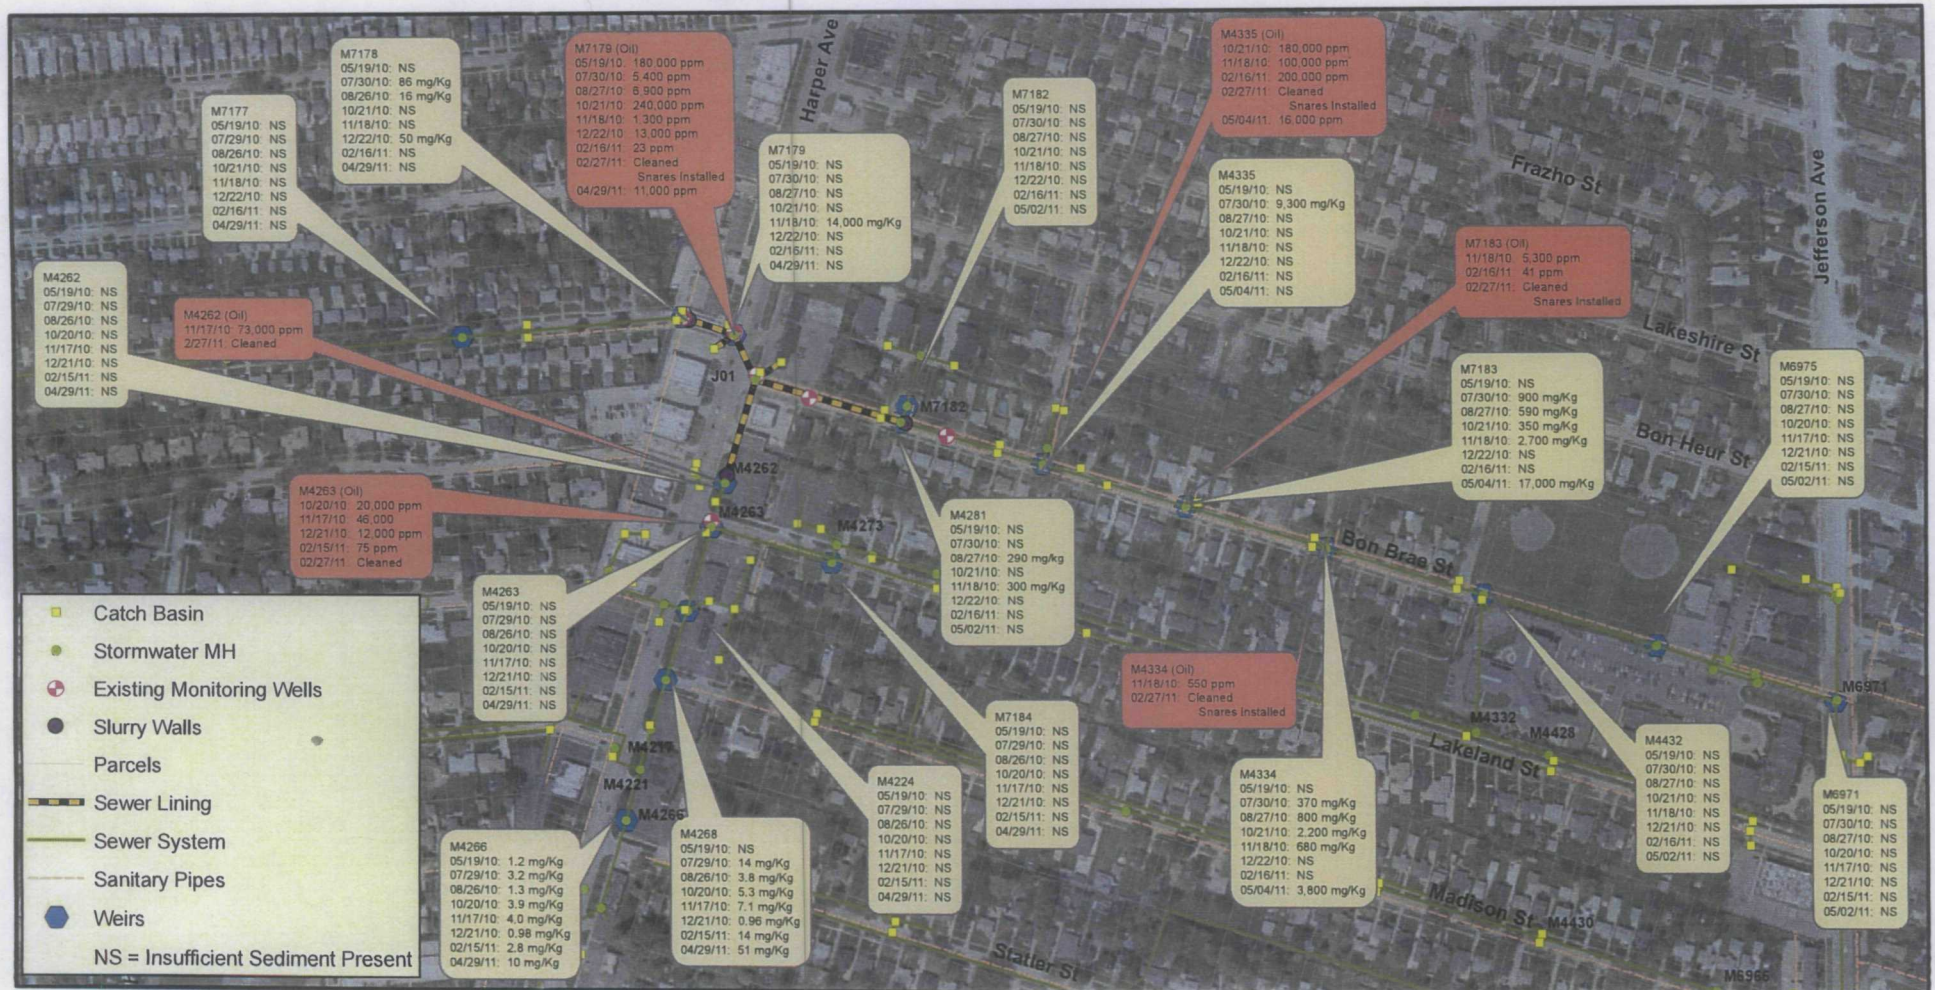 M7178
05/19/10: NS
07/30/10: 86 mg/Kg
08/26/10: 16 mg/Kg
10/21/10: NS
11/18/10: NS
12/22/10: 50 mg/Kg
02/16/11: NS
04/29/11: NS
M7179 (Oil)
05/19/10: 180,000 ppm
07/30/10: 5,400 ppm
08/27/10: 6,900 ppm
10/21/10: 240,000 ppm
11/18/10: 1,300 ppm
12/22/10: 13,000 ppm
02/16/11: 23 ppm
02/27/11: Cleaned
Snares Installed
04/29/11: 11,000 ppm
Harper Ave
M4335 (Oil)
10/21/10: 180,000 ppm
11/18/10: 100,000 ppm
02/16/11: 200,000 ppm
02/27/11: Cleaned
Snares Installed
05/04/11: 16,000 ppm
M7177
05/19/10: NS
07/29/10: NS
08/26/10: NS
10/21/10: NS
11/18/10: NS
12/22/10: NS
02/16/11: NS
04/29/11: NS
M7179
05/19/10: NS
07/30/10: NS
08/27/10: NS
10/21/10: NS
11/18/10: 14,000 mg/Kg
12/22/10: NS
02/16/11: NS
04/29/11: NS
M7182
05/19/10: NS
07/30/10: NS
08/27/10: NS
10/21/10: NS
11/18/10: NS
12/22/10: NS
02/16/11: NS
05/02/11: NS
M4335
05/19/10: NS
07/30/10: 9,300 mg/Kg
08/27/10: NS
10/21/10: NS
11/18/10: NS
12/22/10: NS
02/16/11: NS
05/04/11: NS
Frazho St
Jefferson Ave
M7183 (Oil)
11/18/10: 5,300 ppm
02/16/11: 41 ppm
02/27/11: Cleaned
Snares Installed
M4262
05/19/10: NS
07/29/10: NS
08/26/10: NS
10/20/10: NS
11/17/10: NS
12/21/10: NS
02/15/11: NS
04/29/11: NS
M4262 (Oil)
11/17/10: 73,000 ppm
2/27/11: Cleaned
Lakeshire St
M7183
05/19/10: NS
07/30/10: 900 mg/Kg
08/27/10: 590 mg/Kg
10/21/10: 350 mg/Kg
11/18/10: 2,700 mg/Kg
12/22/10: NS
02/16/11: NS
05/04/11: 17,000 mg/Kg
M6975
05/19/10: NS
07/30/10: NS
08/27/10: NS
10/20/10: NS
11/17/10: NS
12/21/10: NS
02/15/11: NS
05/02/11: NS
J01
M7182
Bon Heur St
M4262
M4263 (Oil)
10/20/10: 20,000 ppm
11/17/10: 46,000
12/21/10: 12,000 ppm
02/15/11: 75 ppm
02/27/11: Cleaned
M4263
M4273
M4281
05/19/10: NS
07/30/10: NS
08/27/10: 290 mg/kg
10/21/10: NS
11/18/10: 300 mg/Kg
12/22/10: NS
02/16/11: NS
05/02/11: NS
Bon Brae St
M4263
05/19/10: NS
07/29/10: NS
08/26/10: NS
10/20/10: NS
11/17/10: NS
12/21/10: NS
02/15/11: NS
04/29/11: NS
M4334 (Oil)
11/18/10: 550 ppm
02/27/11: Cleaned
Snares Installed
M6971
M7184
05/19/10: NS
07/29/10: NS
08/26/10: NS
10/20/10: NS
11/17/10: NS
12/21/10: NS
02/15/11: NS
04/29/11: NS
M4332
M4428
Lakeland St
M4432
05/19/10: NS
07/30/10: NS
08/27/10: NS
10/21/10: NS
11/18/10: NS
12/21/10: NS
02/16/11: NS
05/02/11: NS
M4221
M4266
M4224
05/19/10: NS
07/29/10: NS
08/26/10: NS
10/20/10: NS
11/17/10: NS
12/21/10: NS
02/15/11: NS
04/29/11: NS
M4334
05/19/10: NS
07/30/10: 370 mg/Kg
08/27/10: 800 mg/Kg
10/21/10: 2,200 mg/Kg
11/18/10: 680 mg/Kg
12/22/10: NS
02/16/11: NS
05/04/11: 3,800 mg/Kg
M6971
05/19/10: NS
07/30/10: NS
08/27/10: NS
10/20/10: NS
11/17/10: NS
12/21/10: NS
02/15/11: NS
05/02/11: NS
M4266
05/19/10: 1.2 mg/Kg
07/29/10: 3.2 mg/Kg
08/26/10: 1.3 mg/Kg
10/20/10: 3.9 mg/Kg
11/17/10: 4.0 mg/Kg
12/21/10: 0.98 mg/Kg
02/15/11: 2.8 mg/Kg
04/29/11: 10 mg/Kg
M4268
05/19/10: NS
07/29/10: 14 mg/Kg
08/26/10: 3.8 mg/Kg
10/20/10: 5.3 mg/Kg
11/17/10: 7.1 mg/Kg
12/21/10: 0.96 mg/Kg
02/15/11: 14 mg/Kg
04/29/11: 51 mg/Kg
Madison St
M4430
Statler St
M6966
Catch Basin
Stormwater MH
Existing Monitoring Wells
Slurry Walls
Parcels
Sewer Lining
Sewer System
Sanitary Pipes
Weirs
NS = Insufficient Sediment Present